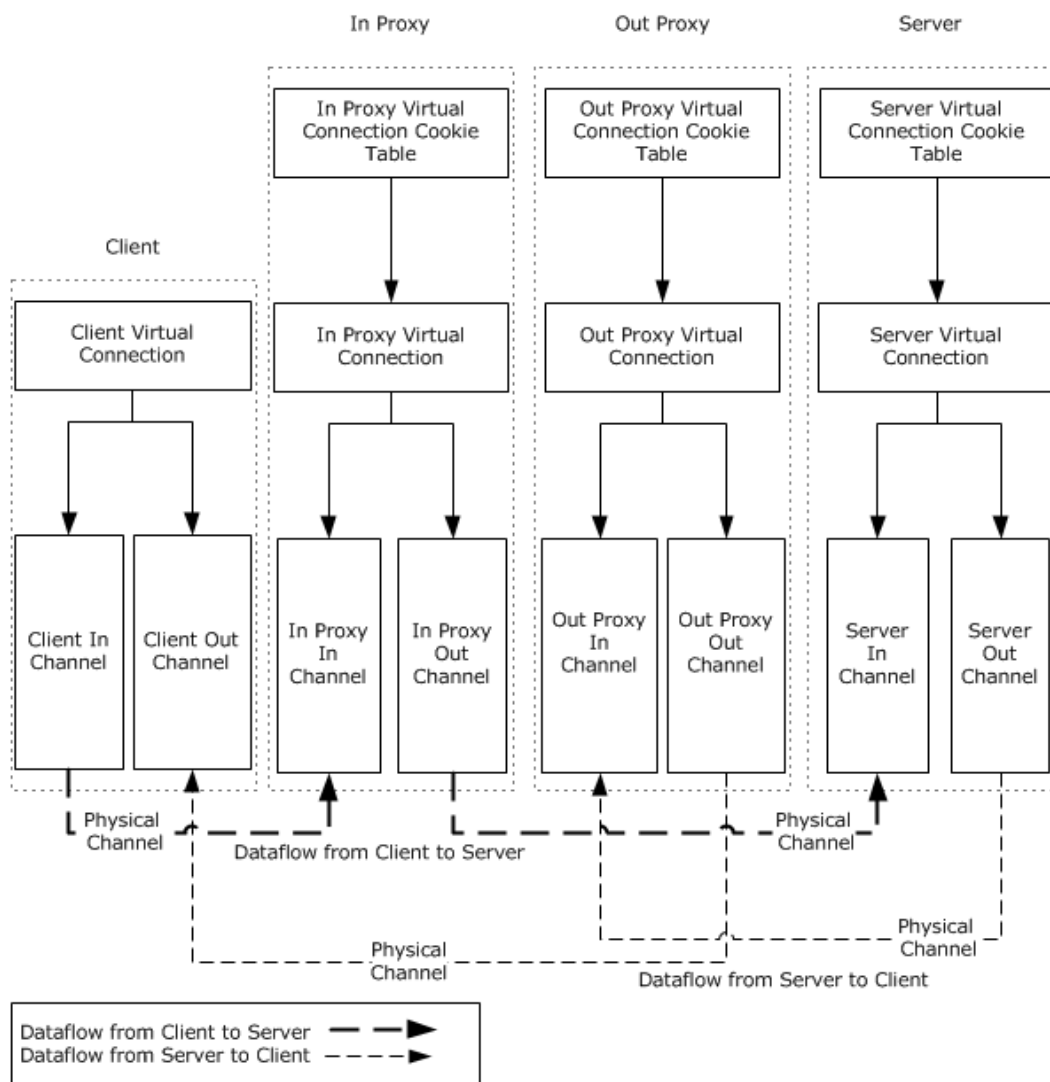 In Proxy
Out Proxy
Server
In Proxy Virtual
Connection Cookie
Table
Out Proxy Virtual
Connection Cookie
Table
Server Virtual
Connection Cookie
Table
Client
Client Virtual
Connection
In Proxy Virtual
Connection
Out Proxy Virtual
Connection
Server Virtual
Connection
Client In
Channel
Client Out
Channel
In Proxy
In
Channel
In Proxy
Out
Channel
Out Proxy
In
Channel
Out Proxy
Out
Channel
Server
In
Channel
Server
Out
Channel
Physical
Channel
Dataflow from Client to Server
Physical
Channel
Physical
Channel
Physical
Channel
Dataflow from Server to Client
Dataflow from Client to Server
Dataflow from Server to Client